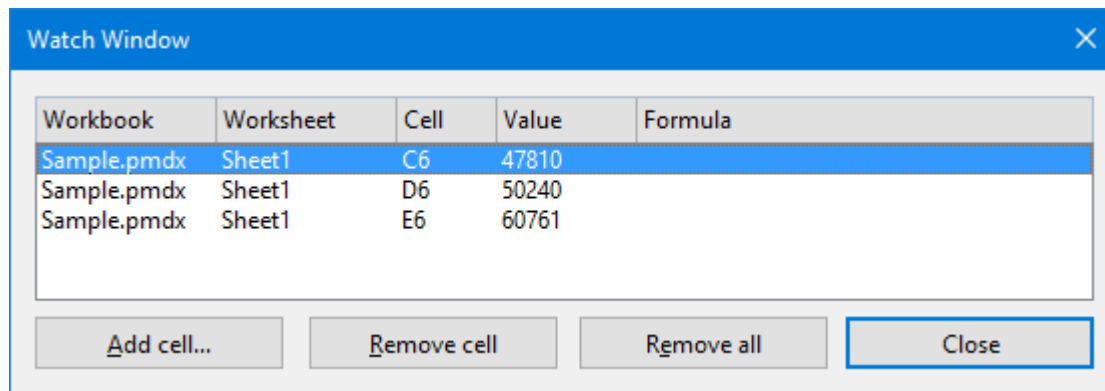 Watch Window
Workbook Worksheet Cell Value Formula
Sample.pmdx Sheet1 C6 47810
Sample.pmdx Sheet1 D6 50240
Sample.pmdx Sheet1 E6 60761
Add cell... Remove cell Remove all Close